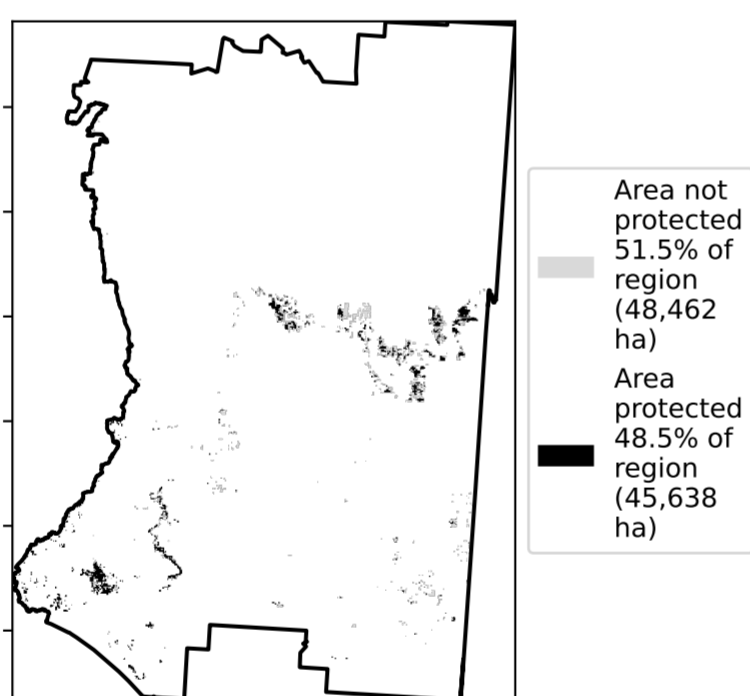 Area not
protected
51.5% of
region
(48,462
ha)
Area
protected
48.5% of
region
(45,638
ha)